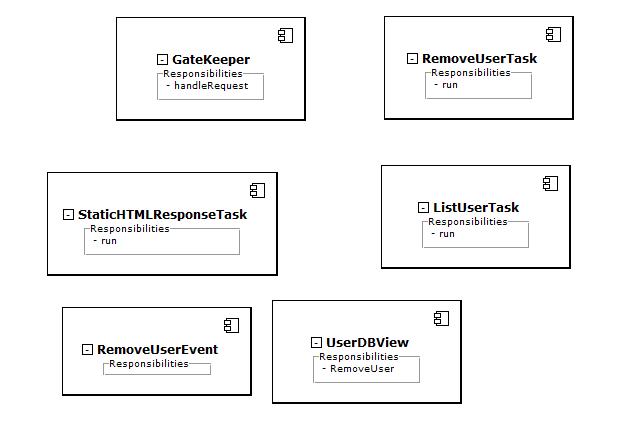 GateKeeper
Responsibilities
- handleRequest
RemoveUserTask
Responsibilities
- run
StaticHTMLResponseTask
Responsibilities
- run
ListUserTask
Responsibilities
- run
RemoveUserEvent
Responsibilities
UserDBView
Responsibilities
- RemoveUser